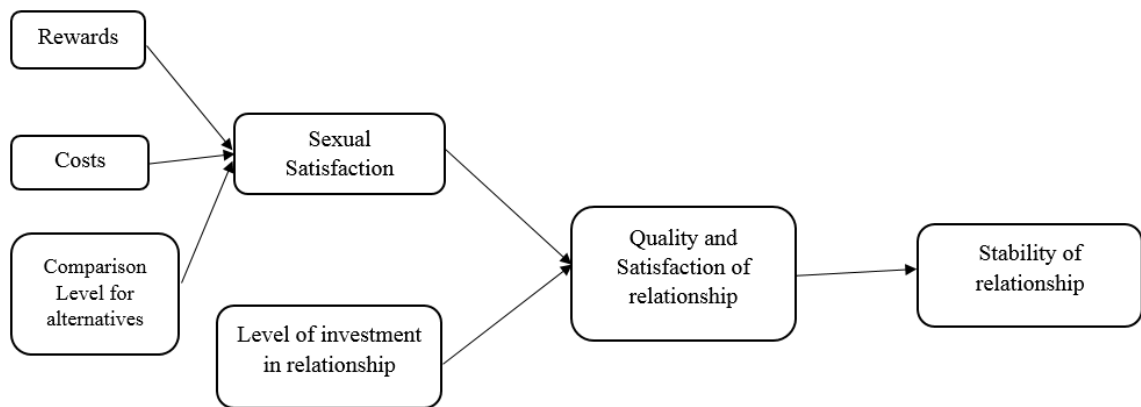 Rewards
Costs
Comparison
Level for
alternatives
Sexual
Satisfaction
Level of investment
in relationship
Quality and
Satisfaction of
relationship
Stability of
relationship